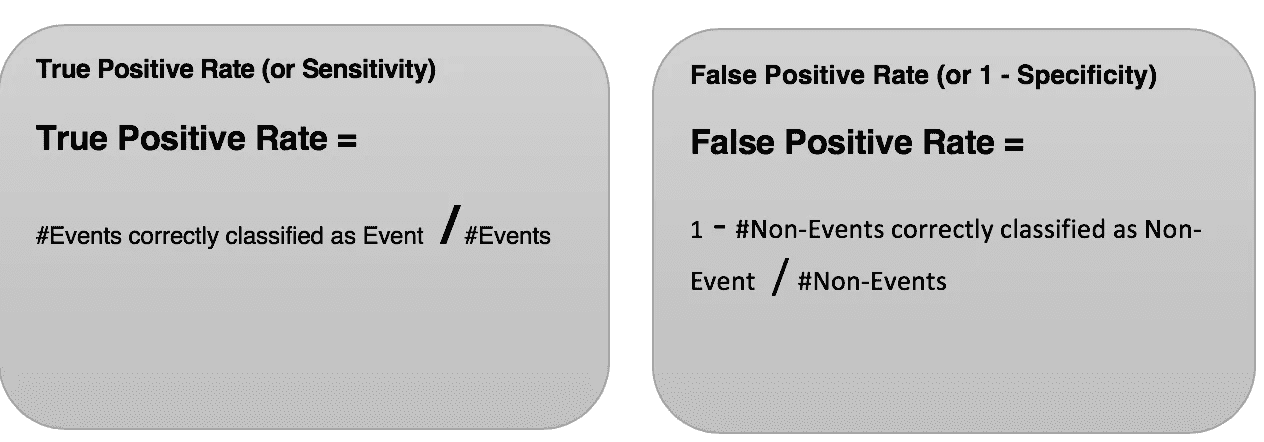 True Positive Rate (or Sensitivity)
True Positive Rate =
#Events correctly classified as Event / #Events
False Positive Rate (or 1 - Specificity)
False Positive Rate =
1 - #Non-Events correctly classified as Non-
Event / #Non-Events